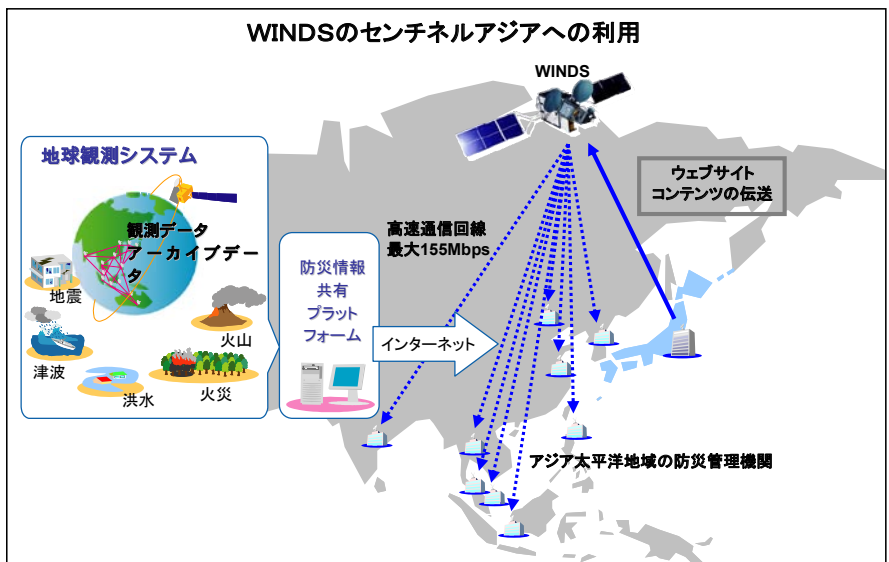 WINDSのセンチネルアジアへの利用
WINDS
地球観測システム
ウェブサイト
コンテンツの伝送
観測データ
アーカイブデー
タ
高速通信回線
最大155Mbps
地震
防災情報
共有
プラット
フォーム
火山
インターネット
津波
洪水
火災
アジア太平洋地域の防災管理機関